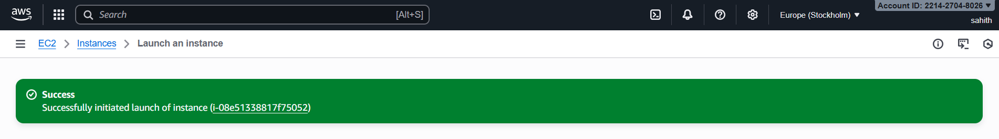 aws
Search [Alt+S]
Europe (Stockholm)
Account ID: 2214-2704-8026
sahith
EC2 Instances Launch an instance
Success
Successfully initiated launch of instance (i-08e51338817f75052)